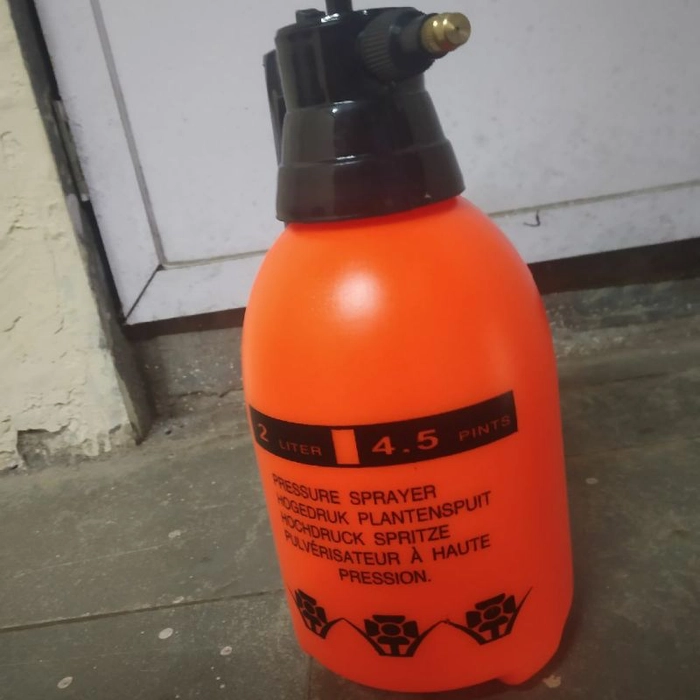 2 LITER 4.5 PINTS
PRESSURE SPRAYER
HOGEDRUK PLANTENSPUIT
HOCHDRUCK SPRITZE
PULVÉRISATEUR À HAUTE
PRESSION.